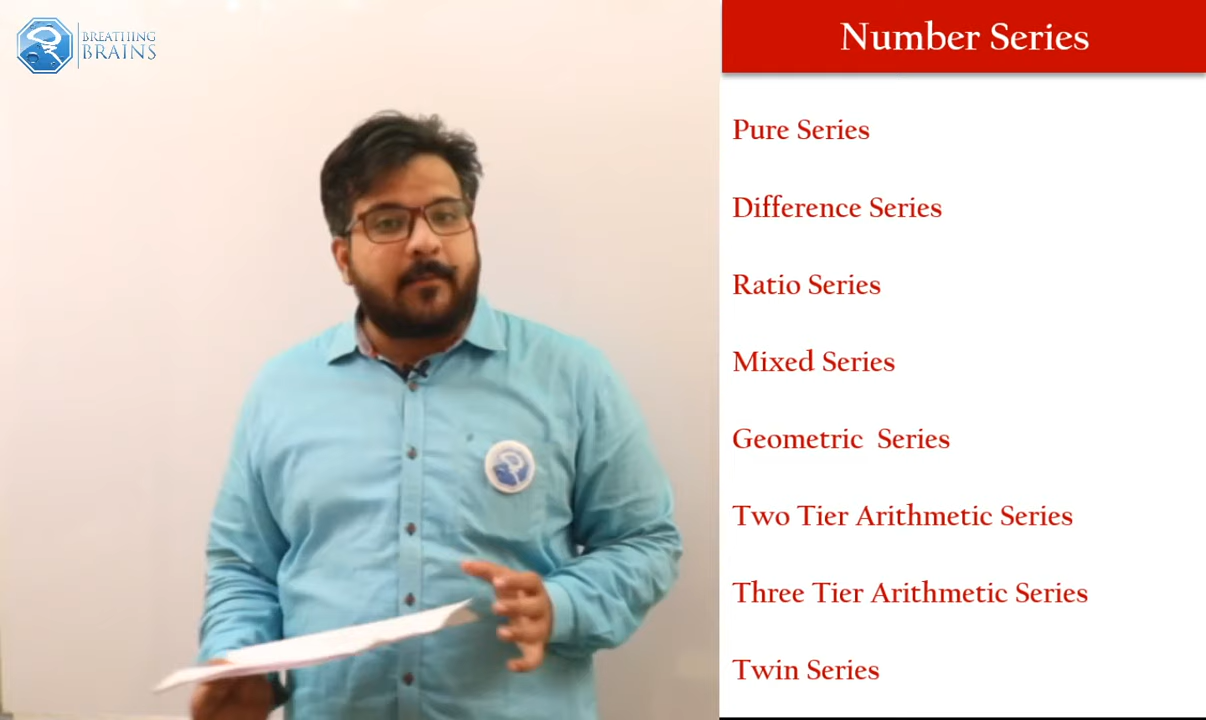 BREATHING
BRAINS
Number Series
Pure Series
Difference Series
Ratio Series
Mixed Series
Geometric Series
Two Tier Arithmetic Series
Three Tier Arithmetic Series
Twin Series